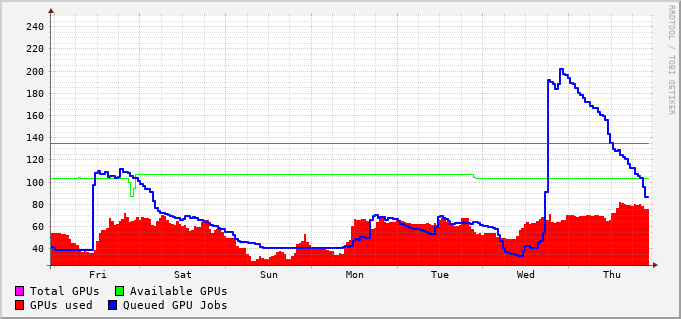 RRDTOOL / TOBI OETIKER
240
220
200
180
160
140
120
100
80
60
40
Fri Sat Sun Mon Tue Wed Thu
Total GPUs Available GPUs
GPUs used Queued GPU Jobs